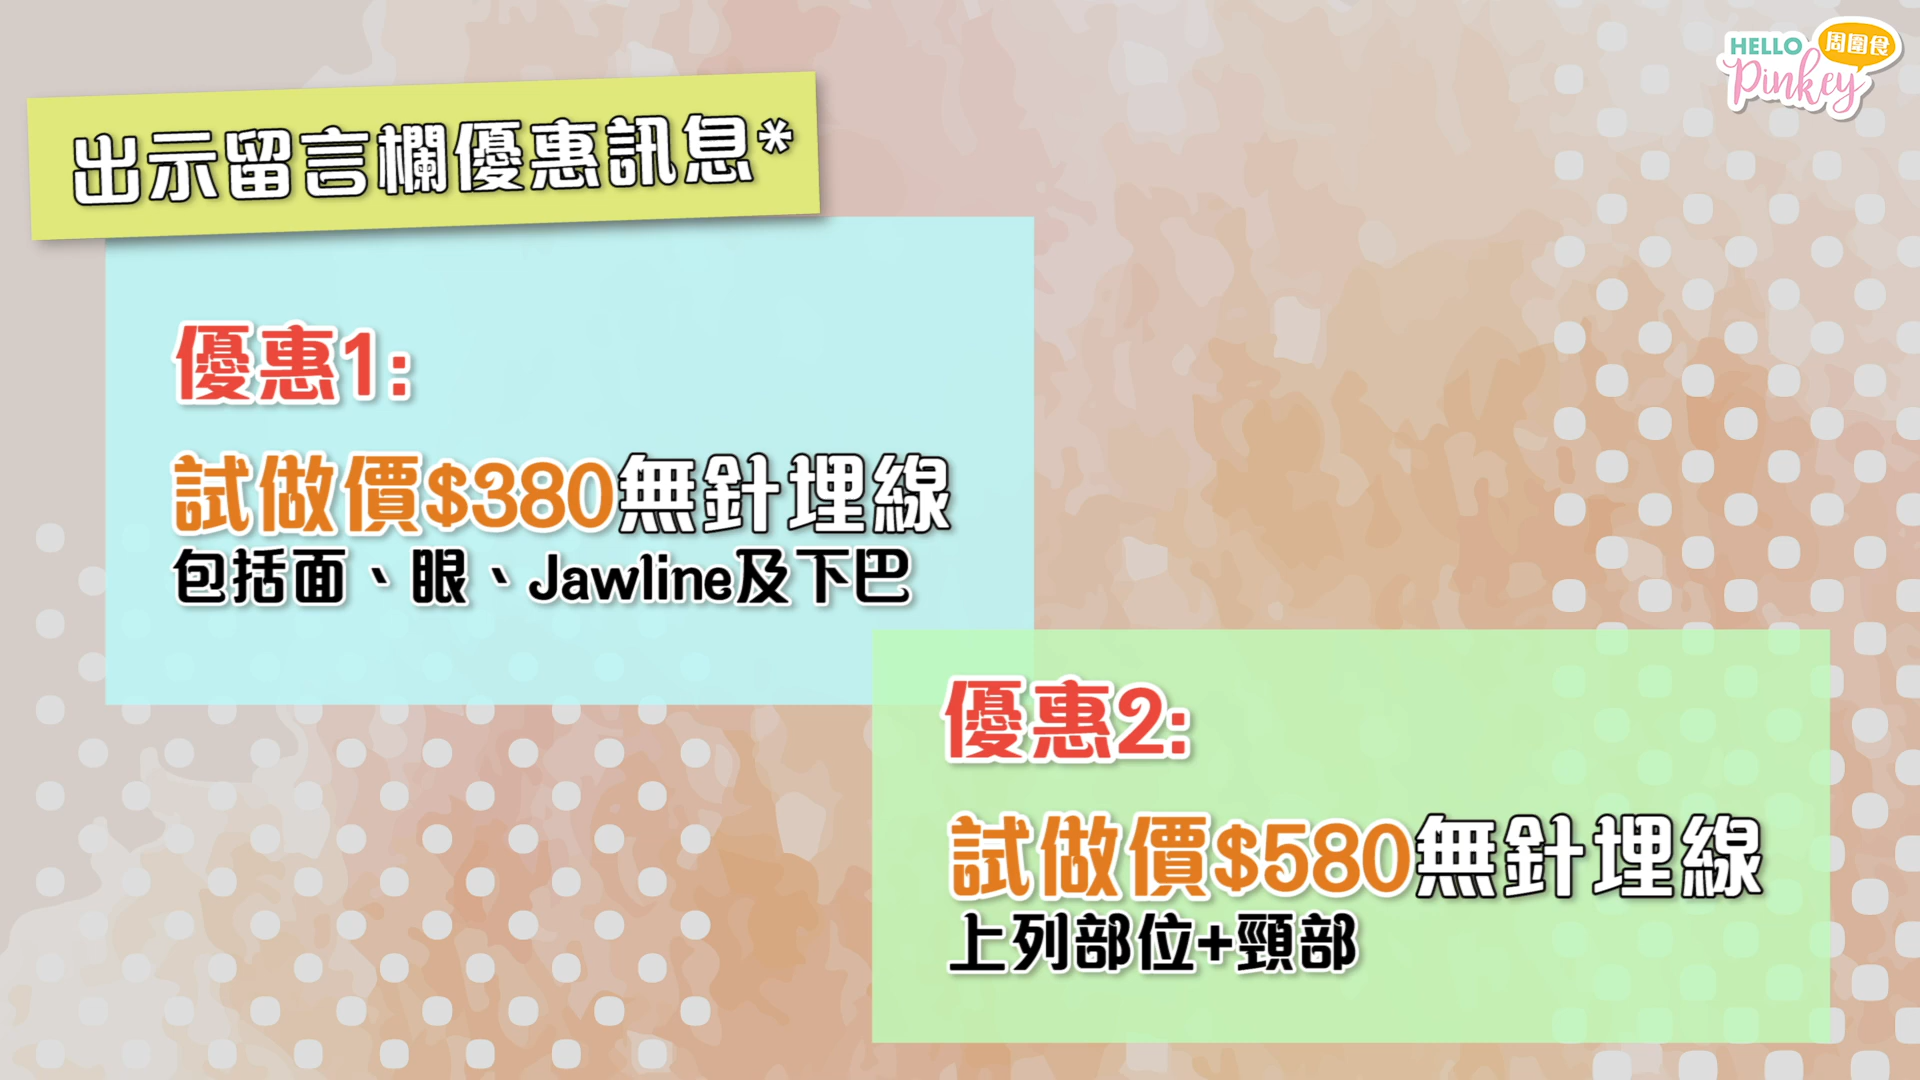 HELLO 周圍食
Pinkey
出示留言欄優惠訊息*
優惠1:
試做價$380無針埋線
包括面、眼、Jawline及下巴
優惠2:
試做價$580無針埋線
上列部位+頸部